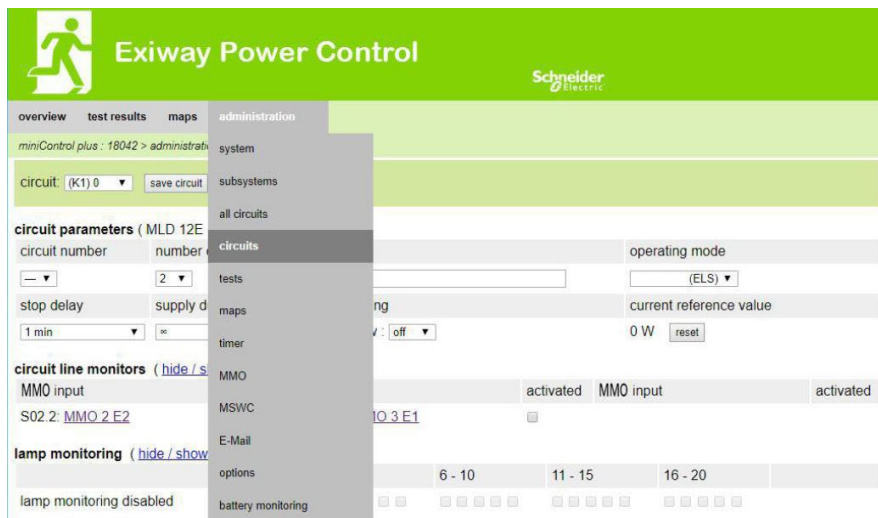 Exiway Power Control
Schneider
Electric
overview test results maps administration
miniControl plus : 18042 > administrati
system
circuit: (K1) 0 save circuit
subsystems
all circuits
circuit parameters ( MLD 12E
circuits
circuit number number operating mode
— 2 (ELS)
tests
stop delay supply d ng current reference value
maps
1 min ∞ : off 0 W reset
timer
circuit line monitors ( hide / s
MMO
MMO input activated MMO input activated
S02.2: MMO 2 E2 MO 3 E1
MSWC
E-Mail
lamp monitoring ( hide / show
options 6 - 10 11 - 15 16 - 20
lamp monitoring disabled
battery monitoring